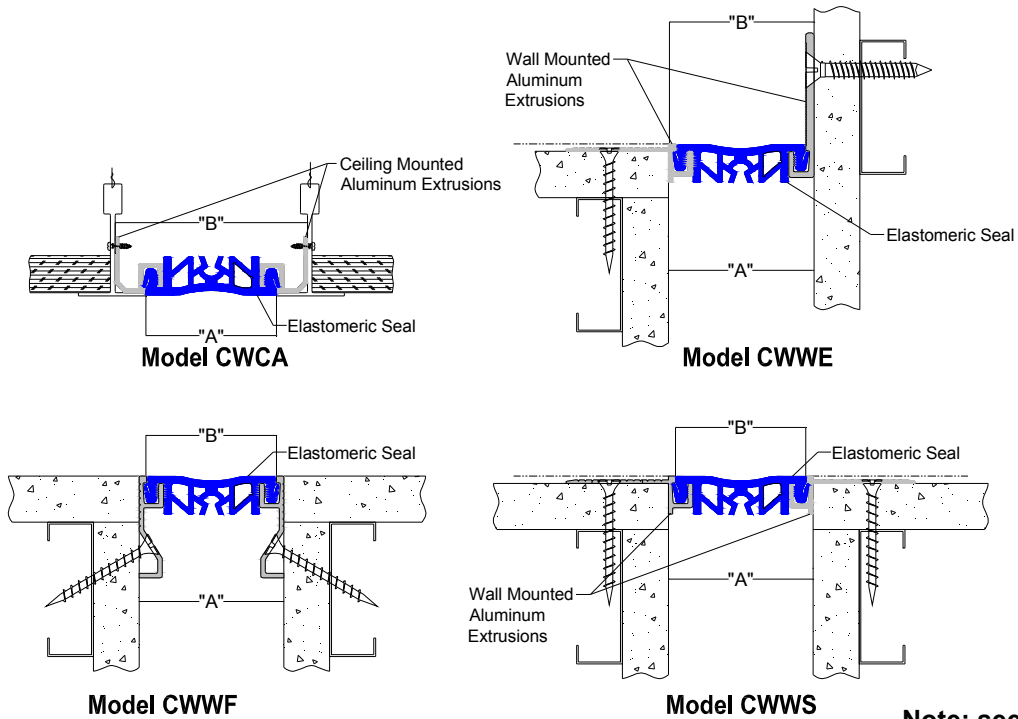 "B"
Ceiling Mounted
Aluminum Extrusions
"B"
Elastomeric Seal
"A"
Model CWCA
Wall Mounted
Aluminum
Extrusions
Elastomeric Seal
"A"
Model CWWE
"B"
Elastomeric Seal
"A"
Model CWWF
"B"
Elastomeric Seal
Wall Mounted
Aluminum
Extrusions
"A"
Model CWWS
Note: